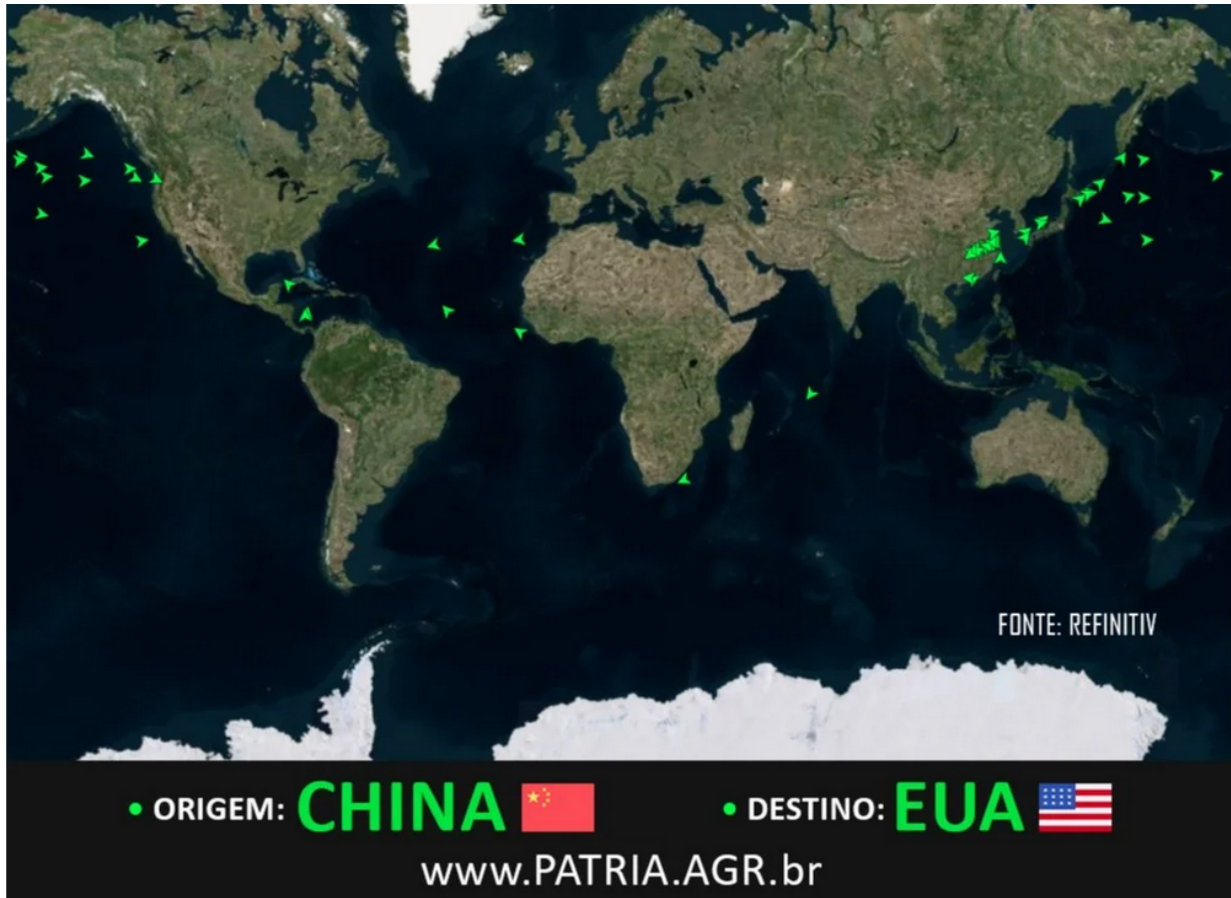 FONTE: REFINITIV
• ORIGEM: CHINA
• DESTINO: EUA
www.PATRIA.AGR.br